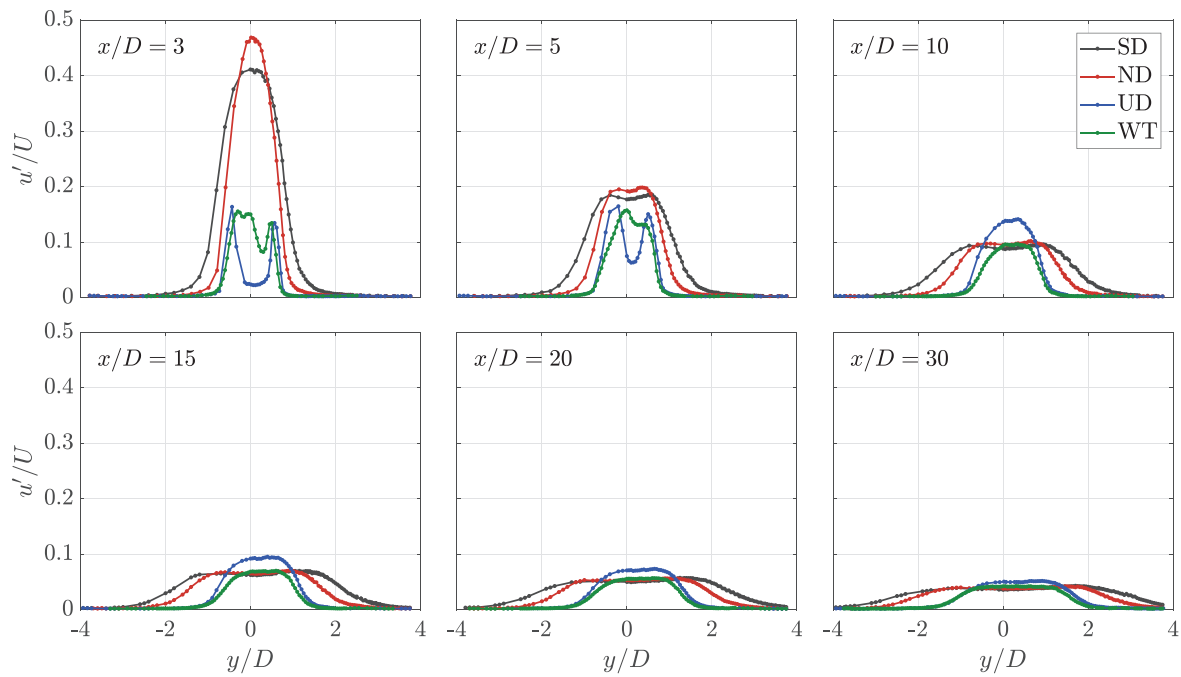 0.5
0.4
0.3
0.2
0.1
0
u'/U
x/D = 3
x/D = 5
x/D = 10
SD
ND
UD
WT
0.5
0.4
0.3
0.2
0.1
0
u'/U
x/D = 15
x/D = 20
x/D = 30
-4 -2 0 2 4
-4 -2 0 2 4
-4 -2 0 2 4
y/D
y/D
y/D